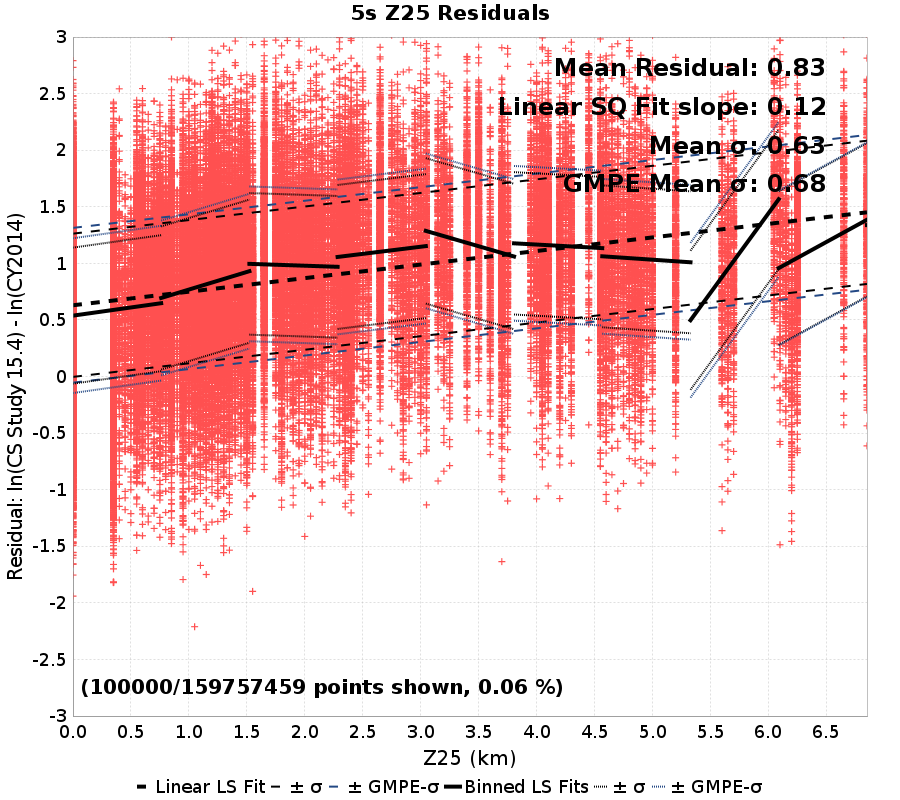 5s Z25 Residuals
Mean Residual: 0.83
Linear SQ Fit slope: 0.12
Mean σ: 0.63
GMPE Mean σ: 0.68
Residual: ln(CS Study 15.4) - ln(CY2014)
3
2.5
2
1.5
1
0.5
0
-0.5
-1
-1.5
-2
-2.5
-3
(100000/159757459 points shown, 0.06 %)
0.0 0.5 1.0 1.5 2.0 2.5 3.0 3.5 4.0 4.5 5.0 5.5 6.0 6.5
Z25 (km)
Linear LS Fit ± σ ± GMPE-σ Binned LS Fits ± σ ± GMPE-σ